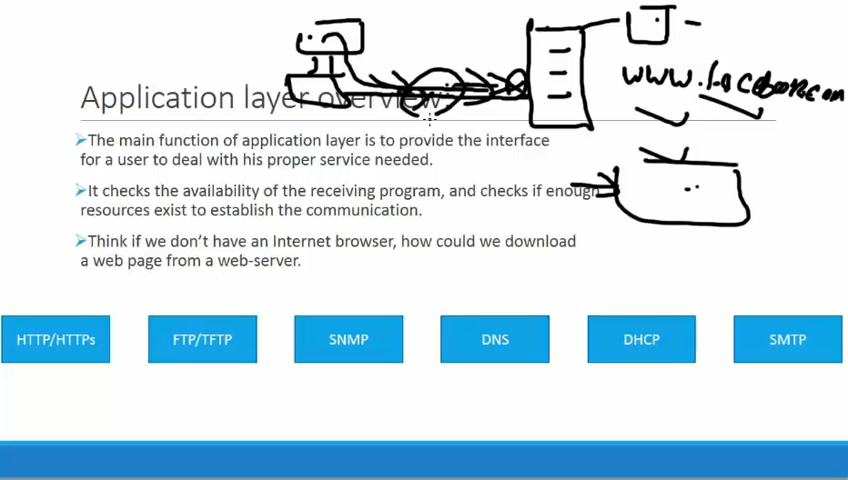 www.facebook.com
Application layer overview
➢The main function of application layer is to provide the interface
for a user to deal with his proper service needed.
➢It checks the availability of the receiving program, and checks if enough
resources exist to establish the communication.
➢Think if we don't have an Internet browser, how could we download
a web page from a web-server.
HTTP/HTTPs FTP/TFTP SNMP DNS DHCP SMTP